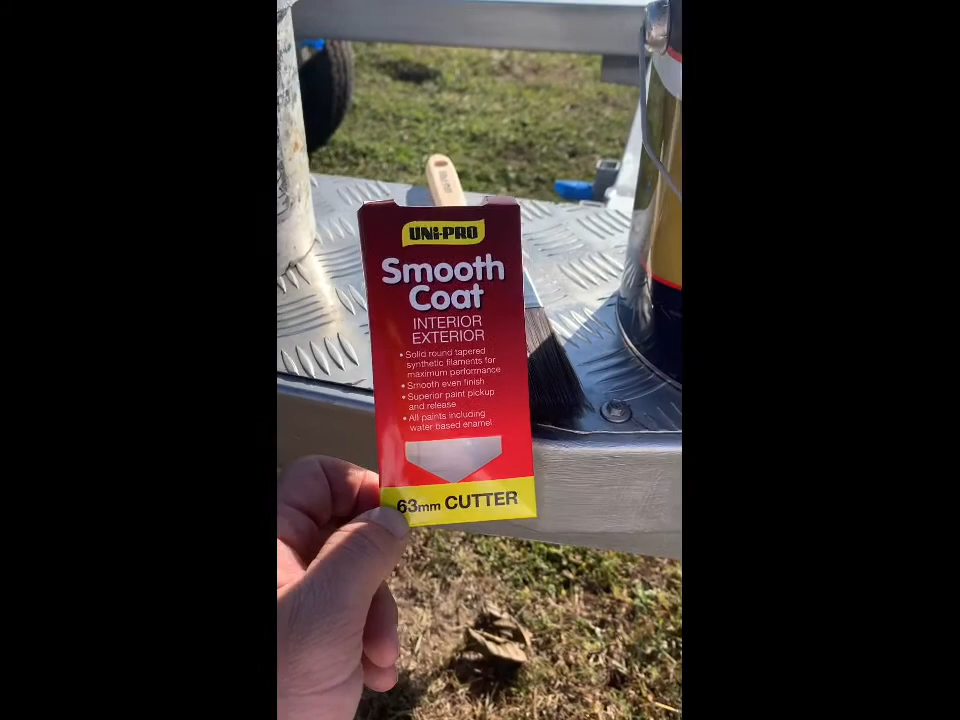 UNi-PRO
Smooth
Coat
INTERIOR
EXTERIOR
• Solid round tapered
synthetic filaments for
maximum performance
• Smooth even finish
• Superior paint pickup
and release
• All paints including
water based enamel
63mm CUTTER